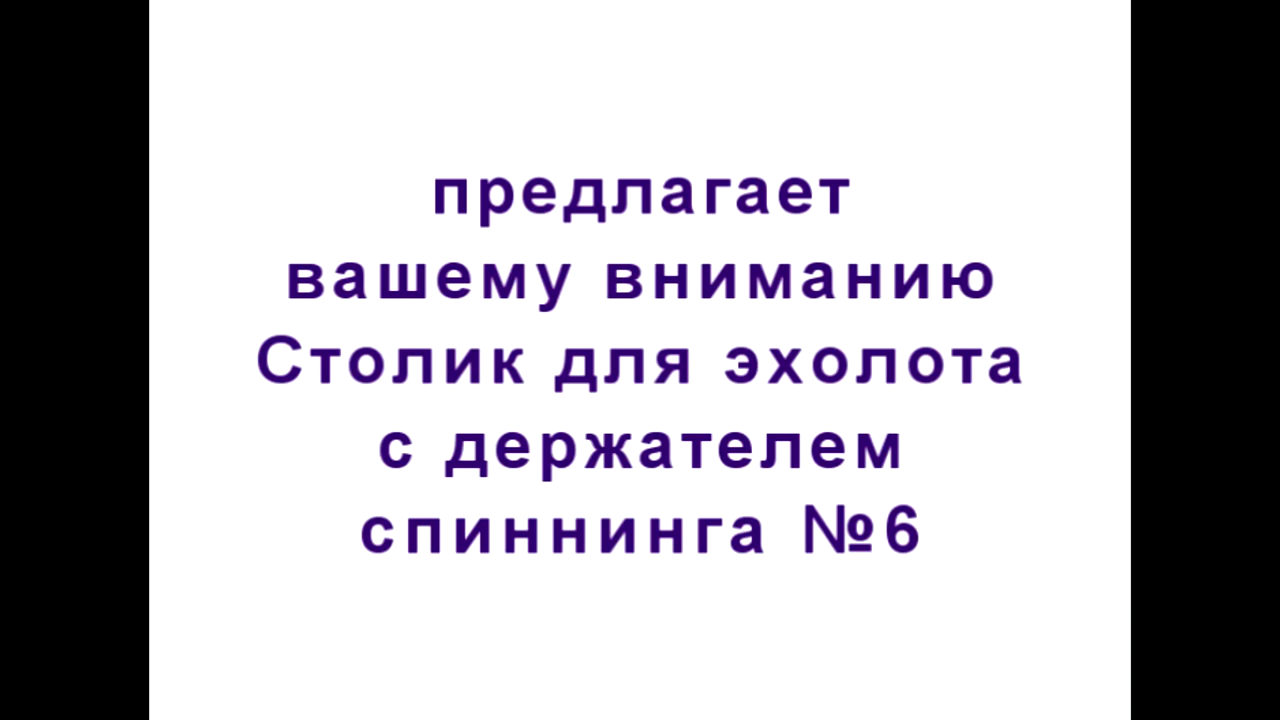 предлагает
вашему вниманию
Столик для эхолота
с держателем
спиннинга №6